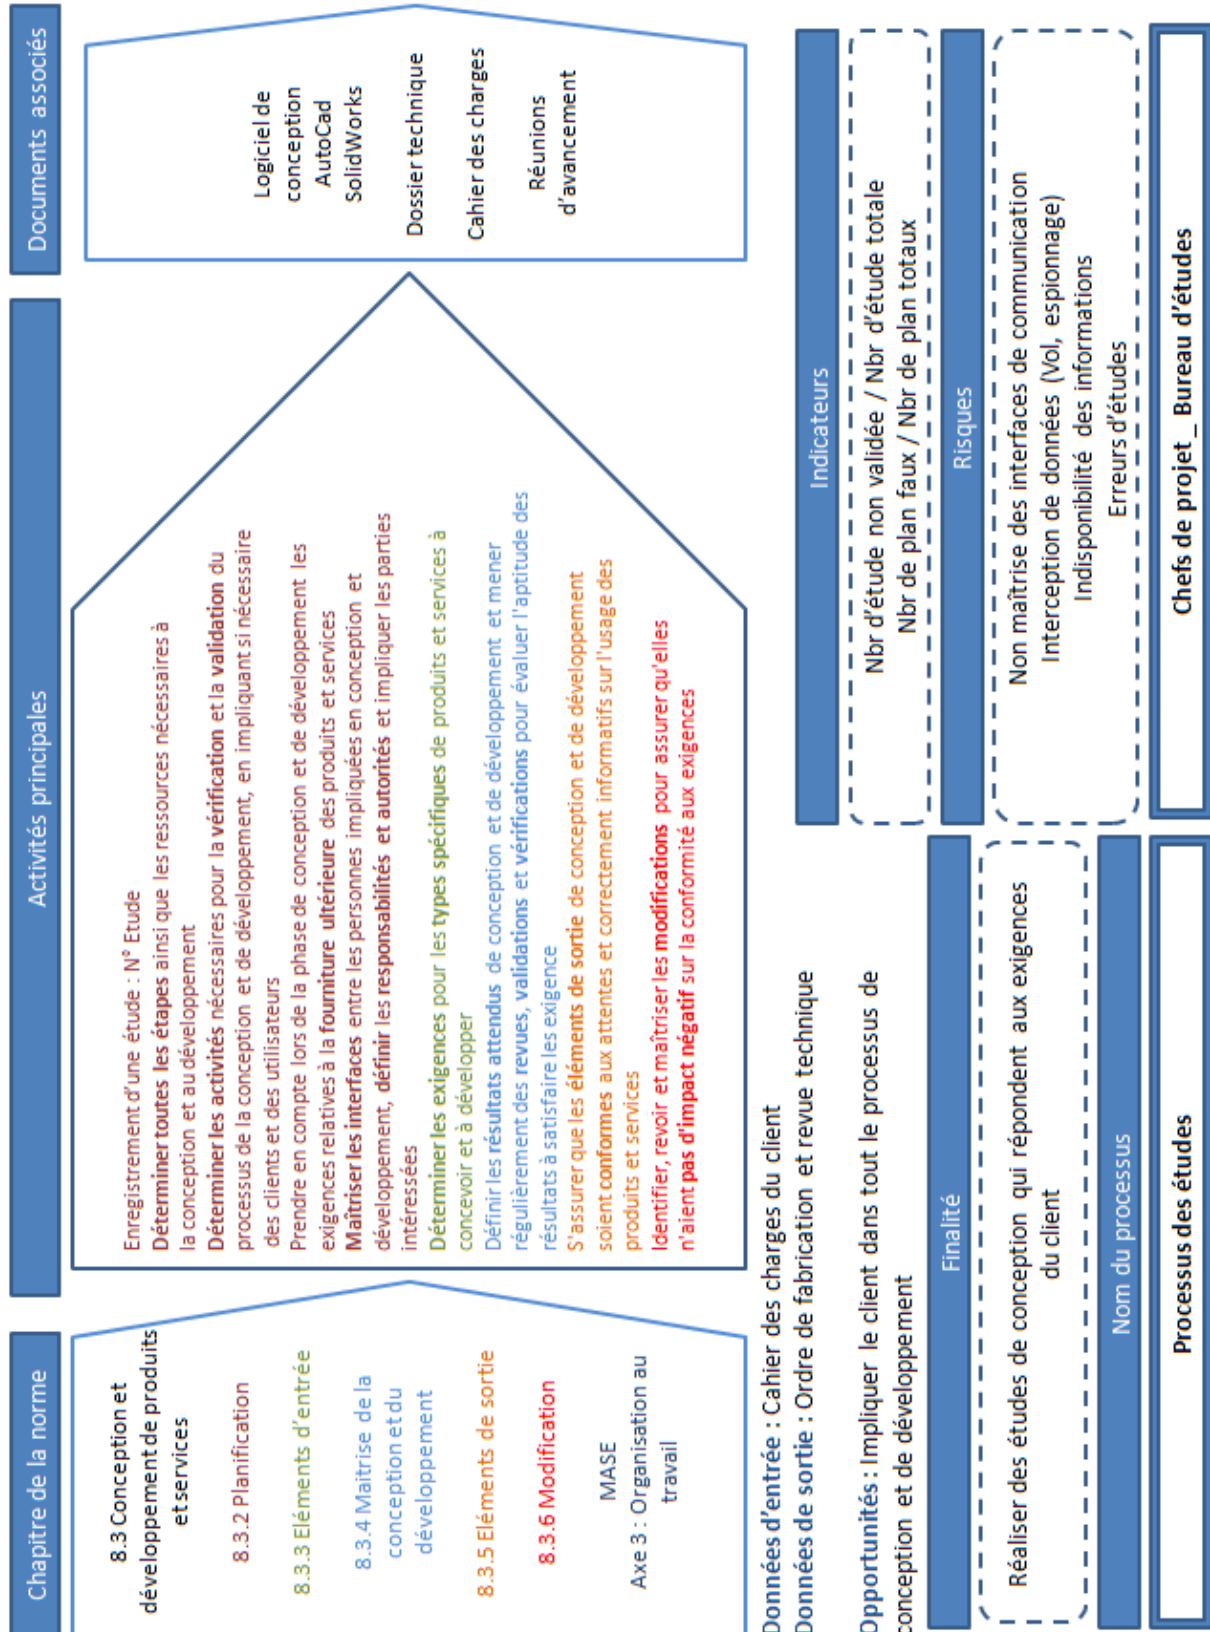 Chapitre de la norme
8.3 Conception et
développement de produits
et services
8.3.2 Planification
8.3.3 Eléments d'entrée
8.3.4 Maitrise de la
conception et du
développement
8.3.5 Eléments de sortie
8.3.6 Modification
MASE
Axe 3 : Organisation au
travail
Activités principales
Enregistrement d'une étude : N° Etude
Déterminer toutes les étapes ainsi que les ressources nécessaires à
la conception et au développement
Déterminer les activités nécessaires pour la vérification et la validation du
processus de la conception et de développement, en impliquant si nécessaire
des clients et des utilisateurs
Prendre en compte lors de la phase de conception et de développement les
exigences relatives à la fourniture ultérieure des produits et services
Maîtriser les interfaces entre les personnes impliquées en conception et
développement, définir les responsabilités et autorités et impliquer les parties
intéressées
Déterminer les exigences pour les types spécifiques de produits et services à
concevoir et à développer
Définir les résultats attendus de conception et de développement et mener
régulièrement des revues, validations et vérifications pour évaluer l'aptitude des
résultats à satisfaire les exigence
S'assurer que les éléments de sortie de conception et de développement
soient conformes aux attentes et correctement informatifs sur l'usage des
produits et services
Identifier, revoir et maîtriser les modifications pour assurer qu'elles
n'aient pas d'impact négatif sur la conformité aux exigences
Documents associés
Logiciel de
conception
AutoCad
SolidWorks
Dossier technique
Cahier des charges
Réunions
d'avancement
Données d'entrée : Cahier des charges du client
Données de sortie : Ordre de fabrication et revue technique
Opportunités : Impliquer le client dans tout le processus de
conception et de développement
Finalité
Réaliser des études de conception qui répondent aux exigences
du client
Nom du processus
Processus des études
Indicateurs
Nbr d'étude non validée / Nbr d'étude totale
Nbr de plan faux / Nbr de plan totaux
Risques
Non maîtrise des interfaces de communication
Interception de données (Vol, espionnage)
Indisponibilité des informations
Erreurs d'études
Chefs de projet _ Bureau d'études